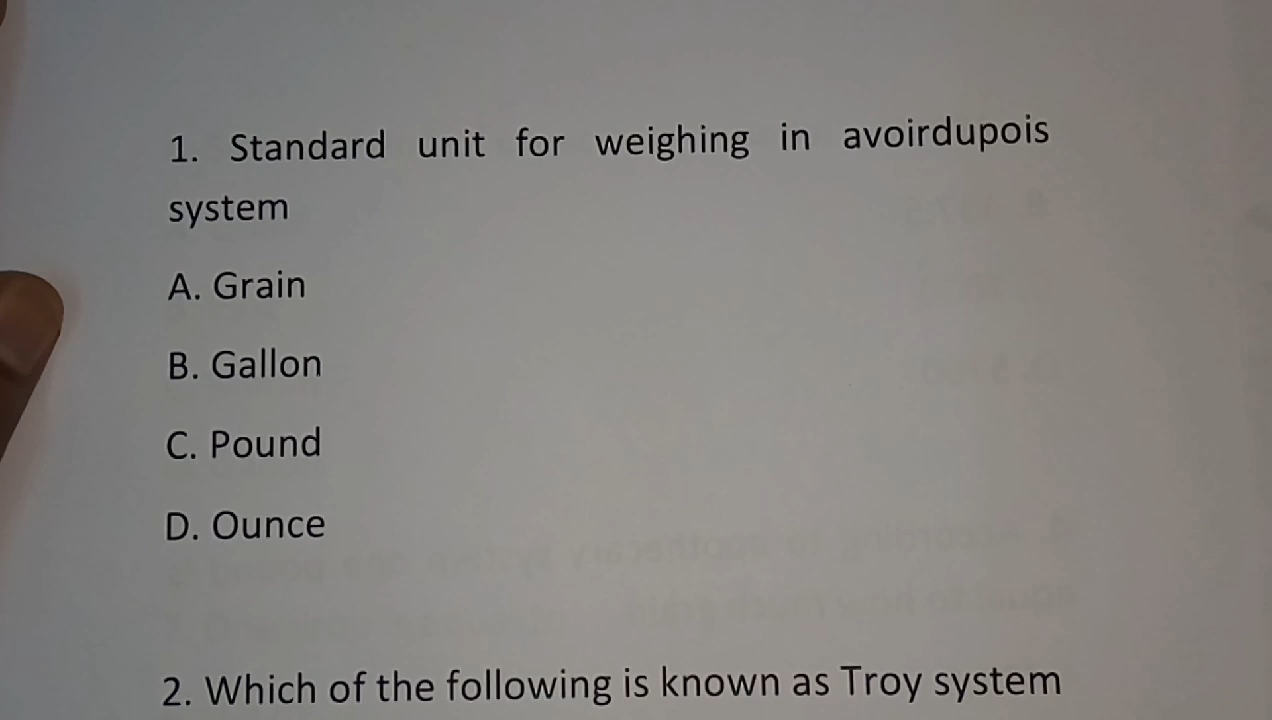 1. Standard unit for weighing in avoirdupois
system
A. Grain
B. Gallon
C. Pound
D. Ounce
2. Which of the following is known as Troy system